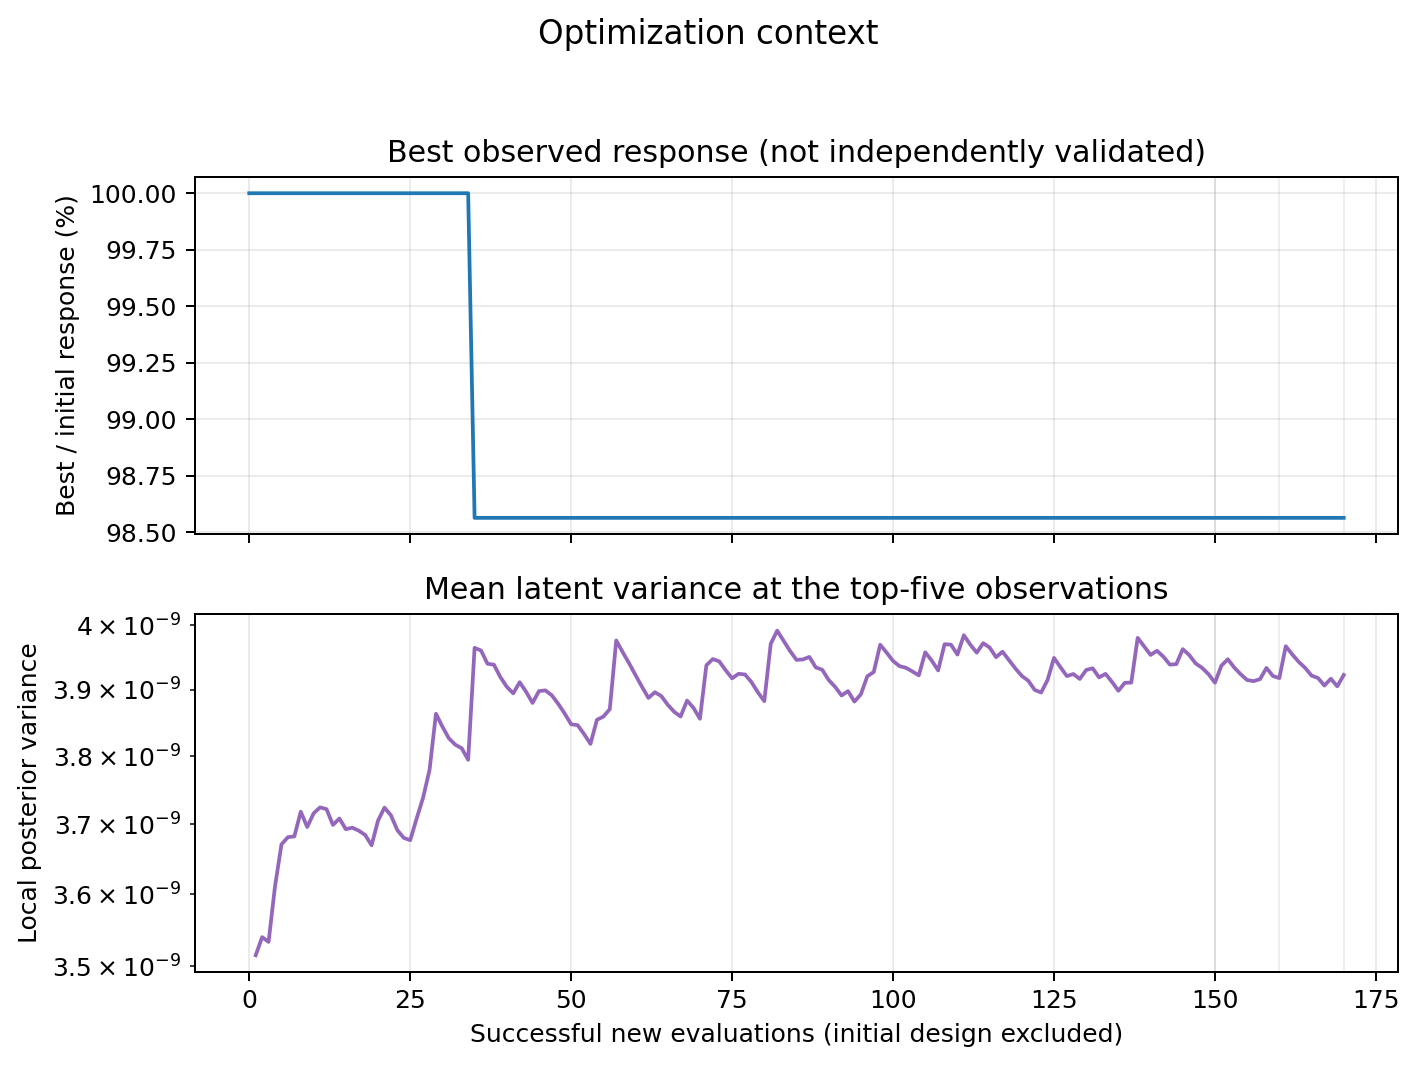 Optimization context
Best observed response (not independently validated)
Best / initial response (%)
100.00
99.75
99.50
99.25
99.00
98.75
98.50
Mean latent variance at the top-five observations
Local posterior variance
4 × 10⁻⁹
3.9 × 10⁻⁹
3.8 × 10⁻⁹
3.7 × 10⁻⁹
3.6 × 10⁻⁹
3.5 × 10⁻⁹
0 25 50 75 100 125 150 175
Successful new evaluations (initial design excluded)